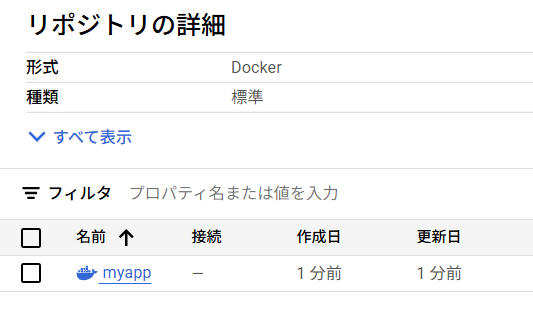 リポジトリの詳細
形式 Docker
種類 標準
すべて表示
フィルタ プロパティ名または値を入力
名前 接続 作成日 更新日
myapp — 1 分前 1 分前